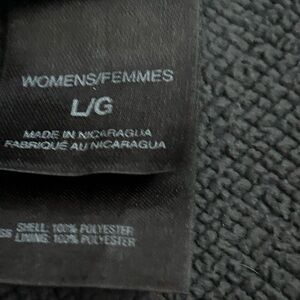 WOMENS/FEMMES
L/G
MADE IN NICARAGUA
FABRIQUÉ AU NICARAGUA
SHELL: 100% POLYESTER
LINING: 100% POLYESTER